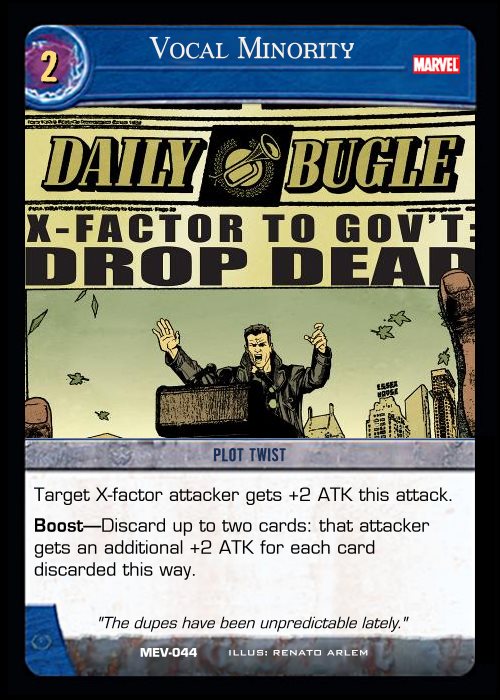 2
VOCAL MINORITY
MARVEL
DAILY BUGLE
X-FACTOR TO GOV'T:
DROP DEAD
ESSEX
HOUSE
PLOT TWIST
Target X-factor attacker gets +2 ATK this attack.
Boost—Discard up to two cards: that attacker
gets an additional +2 ATK for each card
discarded this way.
"The dupes have been unpredictable lately."
MEV-044 ILLUS: RENATO ARLEM